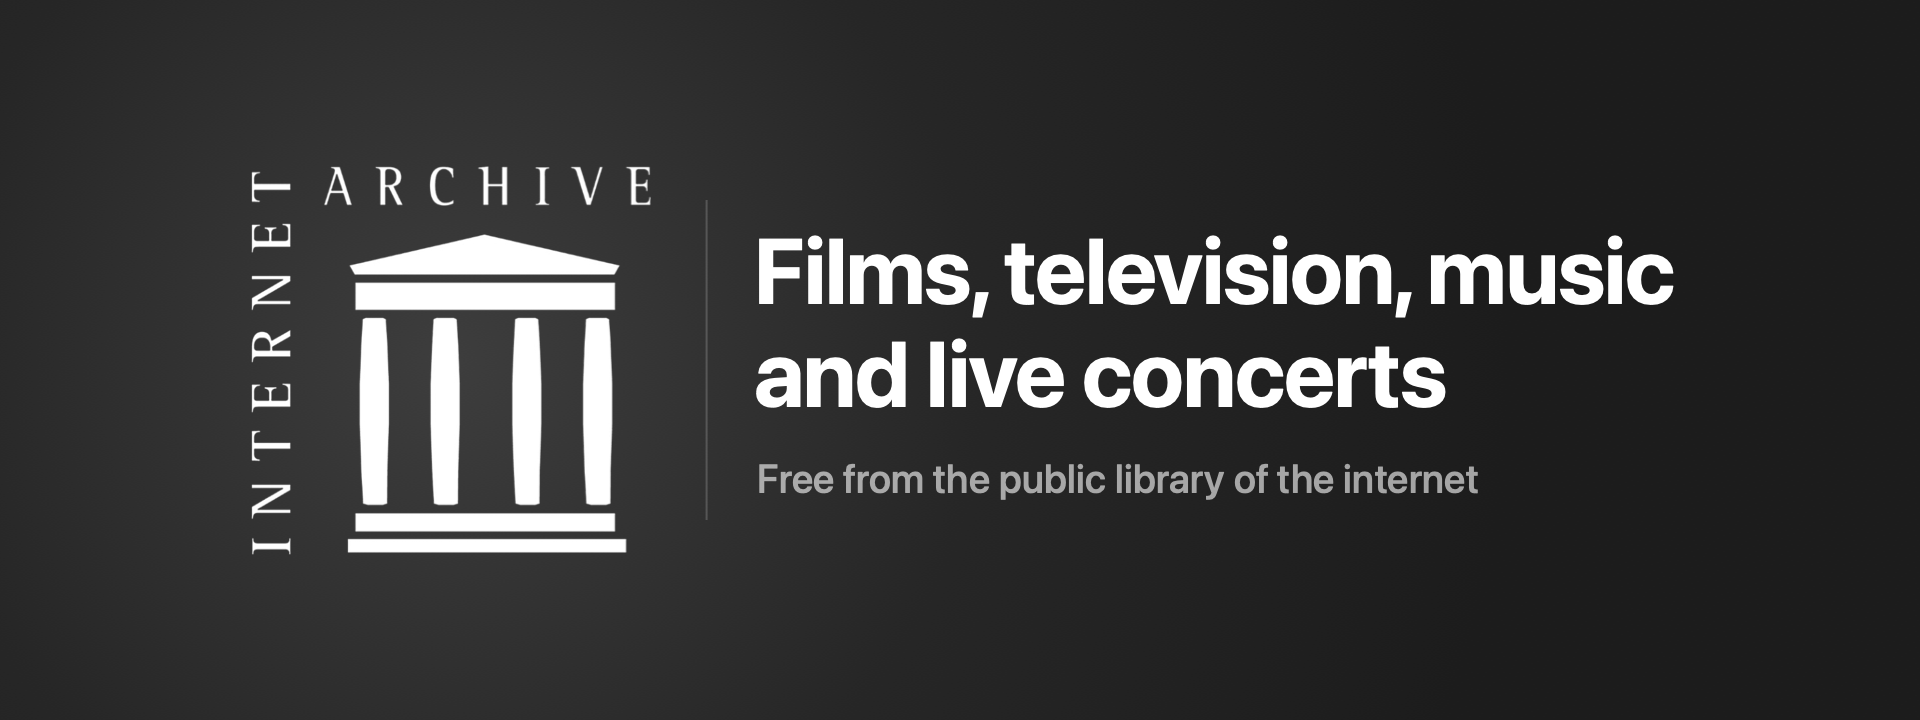 INTERNET
ARCHIVE
Films, television, music
and live concerts
Free from the public library of the internet